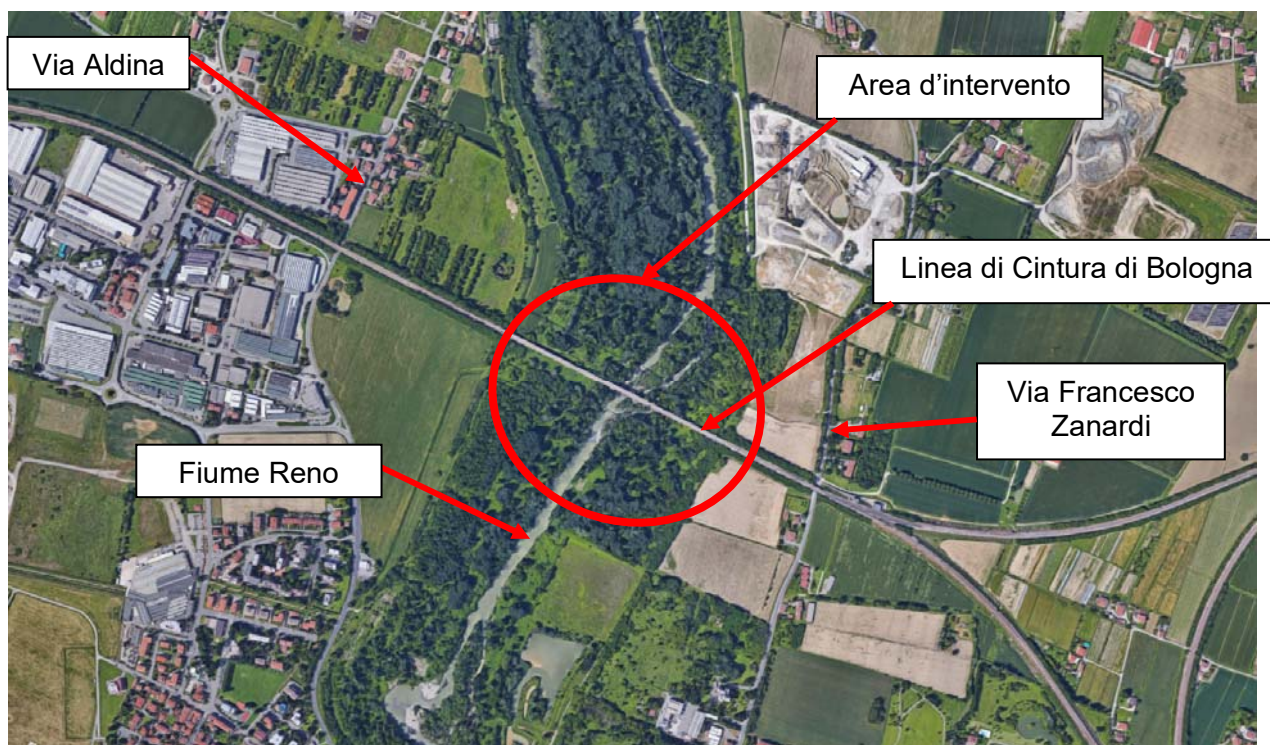 Via Aldina
Area d'intervento
Linea di Cintura di Bologna
Via Francesco
Zanardi
Fiume Reno